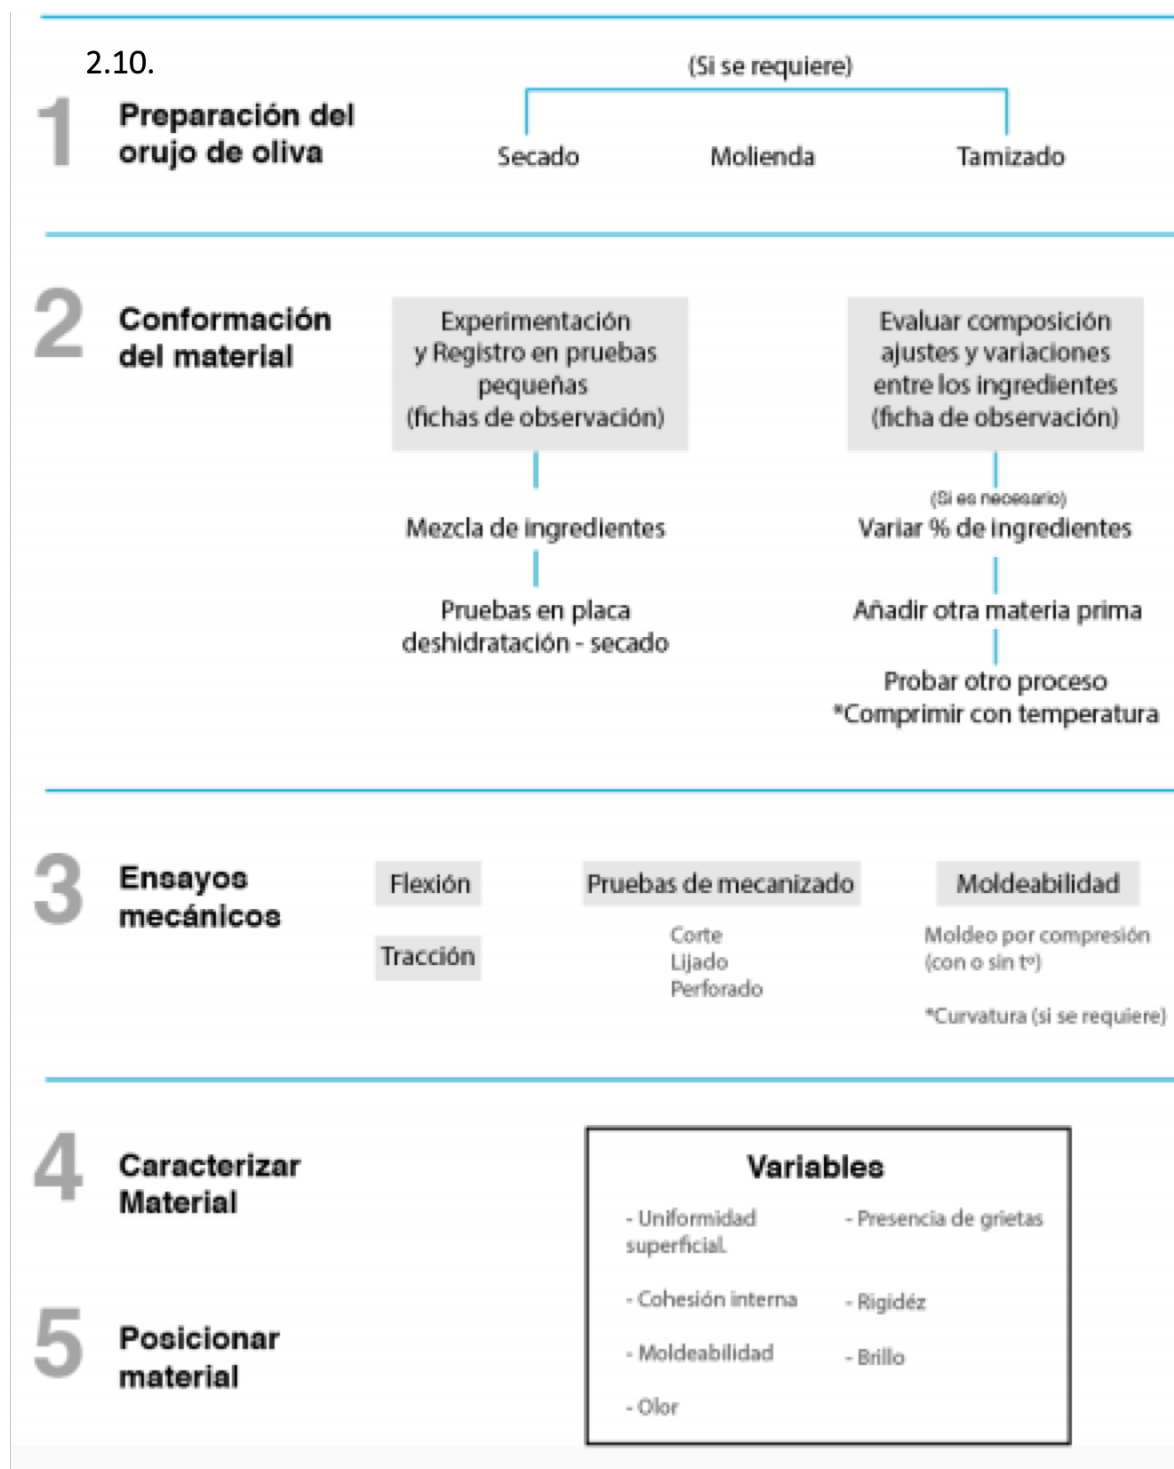 2.10.
(Si se requiere)
1
Preparación del
orujo de oliva
Secado
Molienda
Tamizado
2
Conformación
del material
Experimentación
y Registro en pruebas
pequeñas
(fichas de observación)
Mezcla de ingredientes
Pruebas en placa
deshidratación - secado
Evaluar composición
ajustes y variaciones
entre los ingredientes
(ficha de observación)
(Si es necesario)
Variar % de ingredientes
Añadir otra materia prima
Probar otro proceso
*Comprimir con temperatura
3
Ensayos
mecánicos
Flexión
Tracción
Pruebas de mecanizado
Corte
Lijado
Perforado
Moldeabilidad
Moldeo por compresión
(con o sin tº)
*Curvatura (si se requiere)
4
Caracterizar
Material
5
Posicionar
material
Variables
- Uniformidad
superficial.
- Cohesión interna
- Moldeabilidad
- Olor
- Presencia de grietas
- Rigidéz
- Brillo